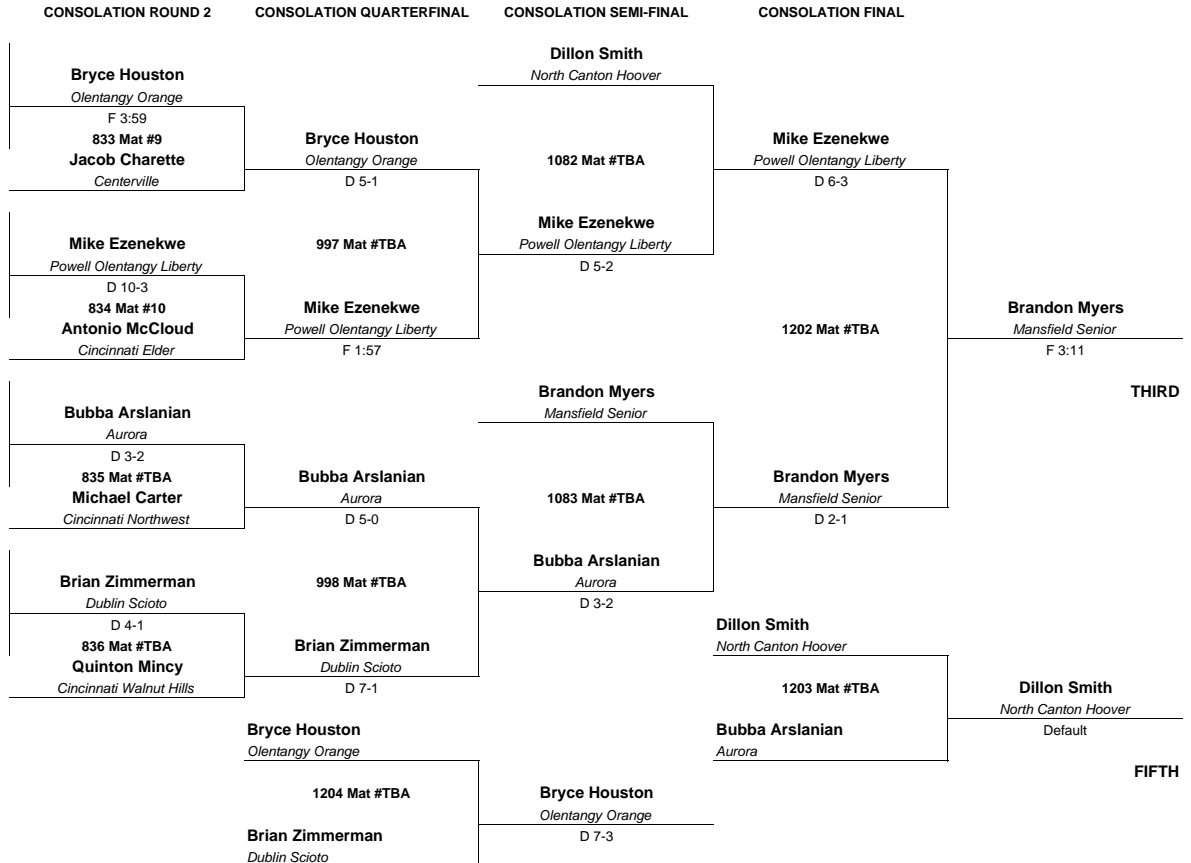 CONSOLATION ROUND 2
CONSOLATION QUARTERFINAL
CONSOLATION SEMI-FINAL
CONSOLATION FINAL
Bryce Houston
Olentangy Orange
F 3:59
833 Mat #9
Jacob Charette
Centerville
Mike Ezenekwe
Powell Olentangy Liberty
D 10-3
834 Mat #10
Antonio McCloud
Cincinnati Elder
Bubba Arslanian
Aurora
D 3-2
835 Mat #TBA
Michael Carter
Cincinnati Northwest
Brian Zimmerman
Dublin Scioto
D 4-1
836 Mat #TBA
Quinton Mincy
Cincinnati Walnut Hills
Bryce Houston
Olentangy Orange
D 5-1
997 Mat #TBA
Mike Ezenekwe
Powell Olentangy Liberty
F 1:57
Bubba Arslanian
Aurora
D 5-0
998 Mat #TBA
Brian Zimmerman
Dublin Scioto
D 7-1
Bryce Houston
Olentangy Orange
1204 Mat #TBA
Brian Zimmerman
Dublin Scioto
Dillon Smith
North Canton Hoover
1082 Mat #TBA
Mike Ezenekwe
Powell Olentangy Liberty
D 5-2
Brandon Myers
Mansfield Senior
1083 Mat #TBA
Bubba Arslanian
Aurora
D 3-2
Bryce Houston
Olentangy Orange
D 7-3
Mike Ezenekwe
Powell Olentangy Liberty
D 6-3
1202 Mat #TBA
Brandon Myers
Mansfield Senior
D 2-1
Dillon Smith
North Canton Hoover
1203 Mat #TBA
Bubba Arslanian
Aurora
Brandon Myers
Mansfield Senior
F 3:11
THIRD
Dillon Smith
North Canton Hoover
Default
FIFTH